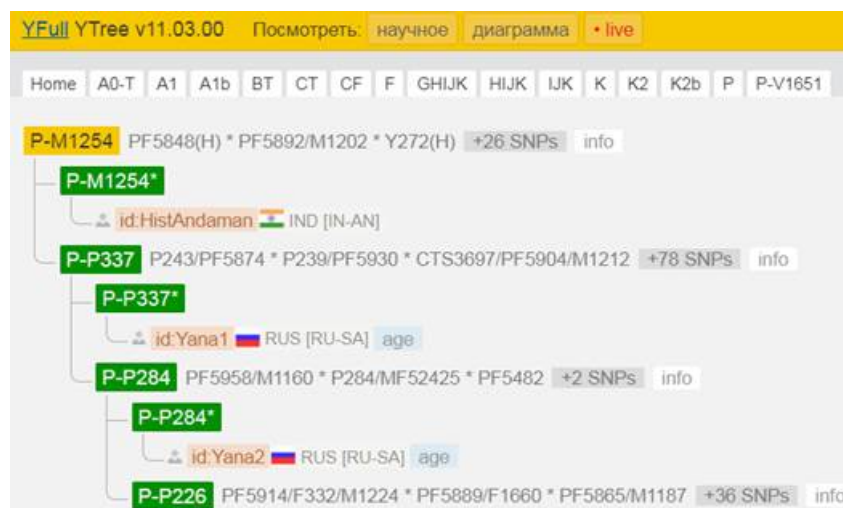 YFull YTree v11.03.00 Посмотреть: научное диаграмма • live
Home A0-T A1 A1b BT CT CF F GHIJK HIJK IJK K K2 K2b P P-V1651
P-M1254 PF5848(H) * PF5892/M1202 * Y272(H) +26 SNPs info
P-M1254*
id:HistAndaman IND [IN-AN]
P-P337 P243/PF5874 * P239/PF5930 * CTS3697/PF5904/M1212 +78 SNPs info
P-P337*
id:Yana1 RUS [RU-SA] age
P-P284 PF5958/M1160 * P284/MF52425 * PF5482 +2 SNPs info
P-P284*
id:Yana2 RUS [RU-SA] age
P-P226 PF5914/F332/M1224 * PF5889/F1660 * PF5865/M1187 +36 SNPs info